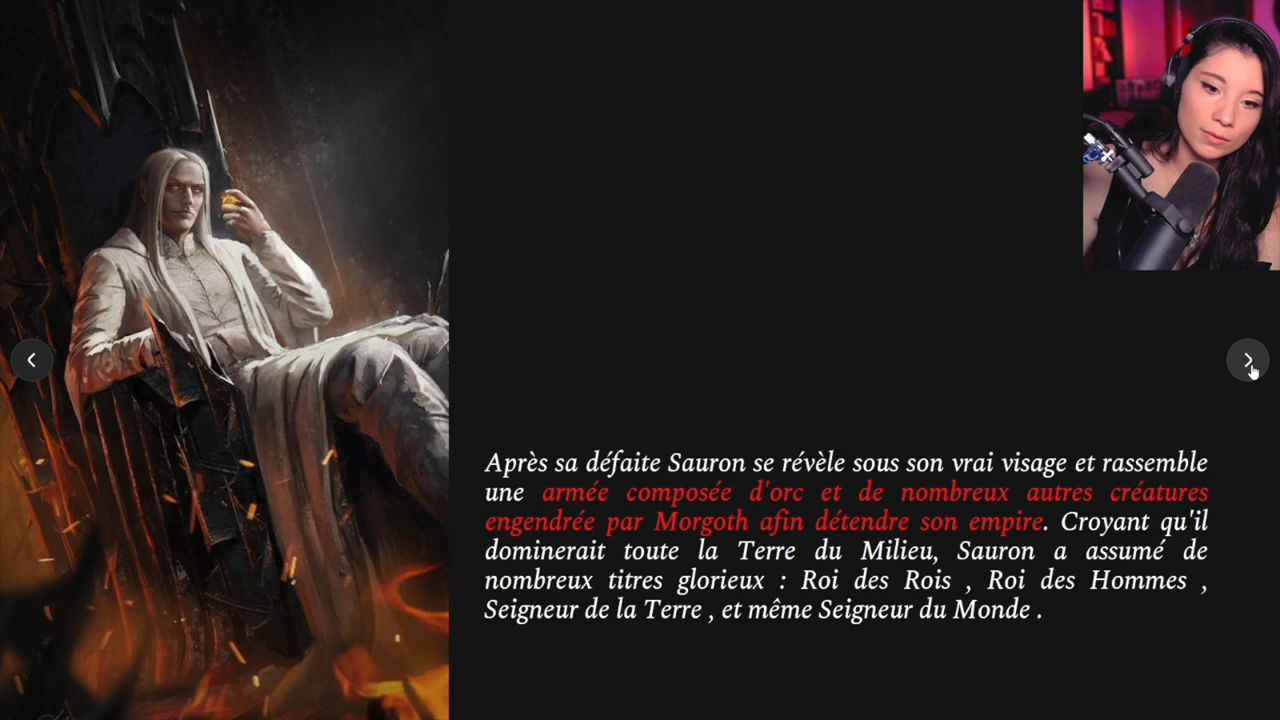 Après sa défaite Sauron se révèle sous son vrai visage et rassemble
une armée composée d'orc et de nombreux autres créatures
engendrée par Morgoth afin détendre son empire. Croyant qu'il
dominerait toute la Terre du Milieu, Sauron a assumé de
nombreux titres glorieux : Roi des Rois , Roi des Hommes ,
Seigneur de la Terre , et même Seigneur du Monde .